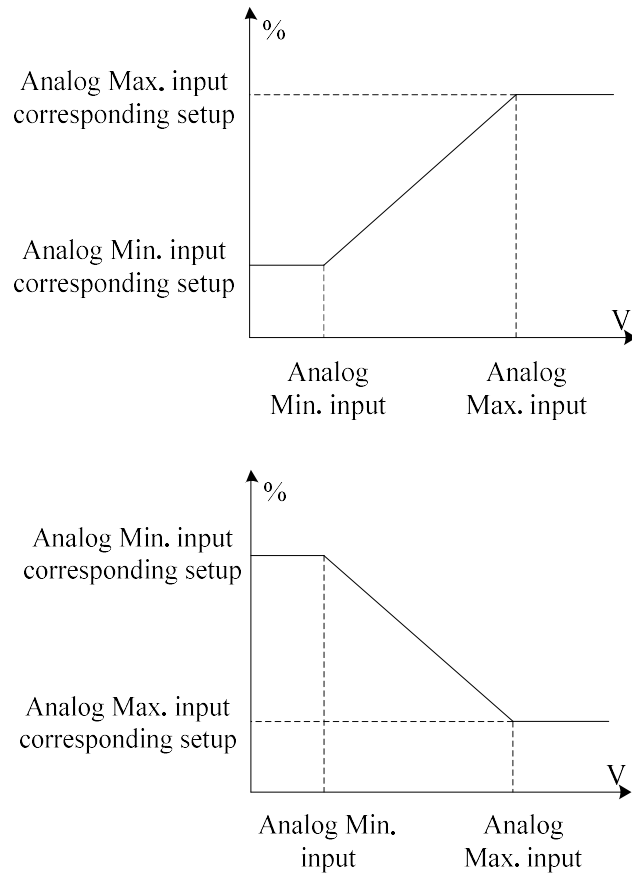 %
Analog Max. input
corresponding setup
Analog Min. input
corresponding setup
V
Analog
Min. input
Analog
Max. input
%
Analog Min. input
corresponding setup
Analog Max. input
corresponding setup
V
Analog Min.
input
Analog
Max. input